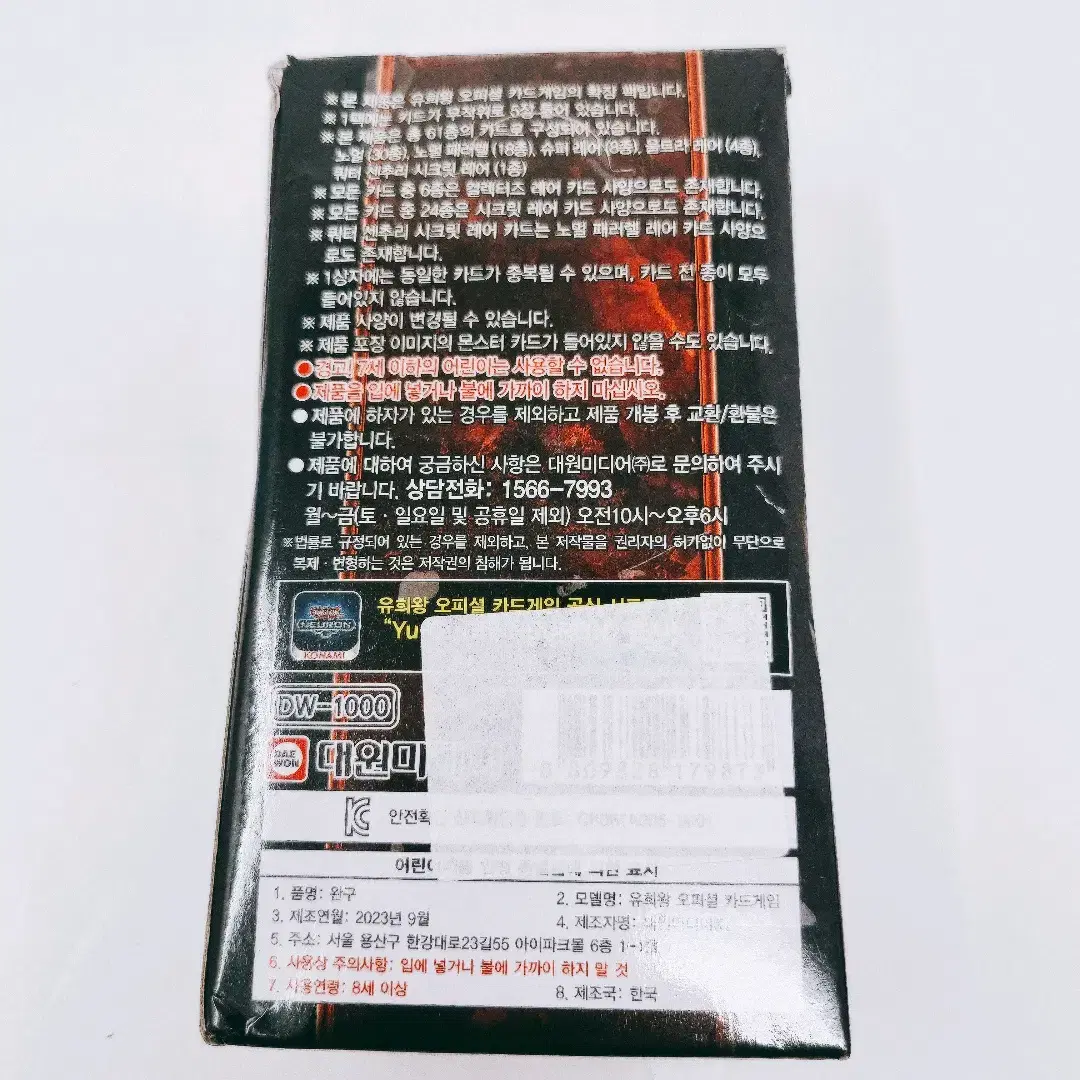 ※ 본 제품은 유희왕 오피셜 카드게임의 확장 팩입니다.
※ 1팩에는 카드가 무작위로 5장 들어 있습니다.
※ 본 제품은 총 61종의 카드로 구성되어 있습니다.
노멀 (30종), 노멀 패러렐 (18종), 슈퍼 레어 (8종), 울트라 레어 (4종),
쿼터 센추리 시크릿 레어 (1종)
※ 모든 카드 중 6종은 컬렉터즈 레어 카드 사양으로도 존재합니다.
※ 모든 카드 중 24종은 시크릿 레어 카드 사양으로도 존재합니다.
※ 쿼터 센추리 시크릿 레어 카드는 노멀 패러렐 레어 카드 사양으
로도 존재합니다.
※ 1상자에는 동일한 카드가 중복될 수 있으며, 카드 전 종이 모두
들어있지 않습니다.
※ 제품 사양이 변경될 수 있습니다.
※ 제품 포장 이미지의 몬스터 카드가 들어있지 않을 수도 있습니다.
● 경고! 7세 이하의 어린이는 사용할 수 없습니다.
● 제품을 입에 넣거나 불에 가까이 하지 마십시오.
● 제품에 하자가 있는 경우를 제외하고 제품 개봉 후 교환/환불은
불가합니다.
● 제품에 대하여 궁금하신 사항은 대원미디어㈜로 문의하여 주시
기 바랍니다. 상담전화: 1566-7993
월~금(토·일요일 및 공휴일 제외) 오전10시~오후6시
※법률로 규정되어 있는 경우를 제외하고, 본 저작물을 권리자의 허가없이 무단으로
복제·변형하는 것은 저작권의 침해가 됩니다.
유희왕 오피셜 카드게임 공식
"Yu
NEURON
KONAMI
DW-1000
DAE
WON
대원미
안전확
어린이
표시
1. 품명: 완구
2. 모델명: 유희왕 오피셜 카드게임
3. 제조연월: 2023년 9월
4. 제조자명:
5. 주소: 서울 용산구 한강대로23길55 아이파크몰 6층
6. 사용상 주의사항: 입에 넣거나 불에 가까이 하지 말 것
7. 사용연령: 8세 이상
8. 제조국: 한국